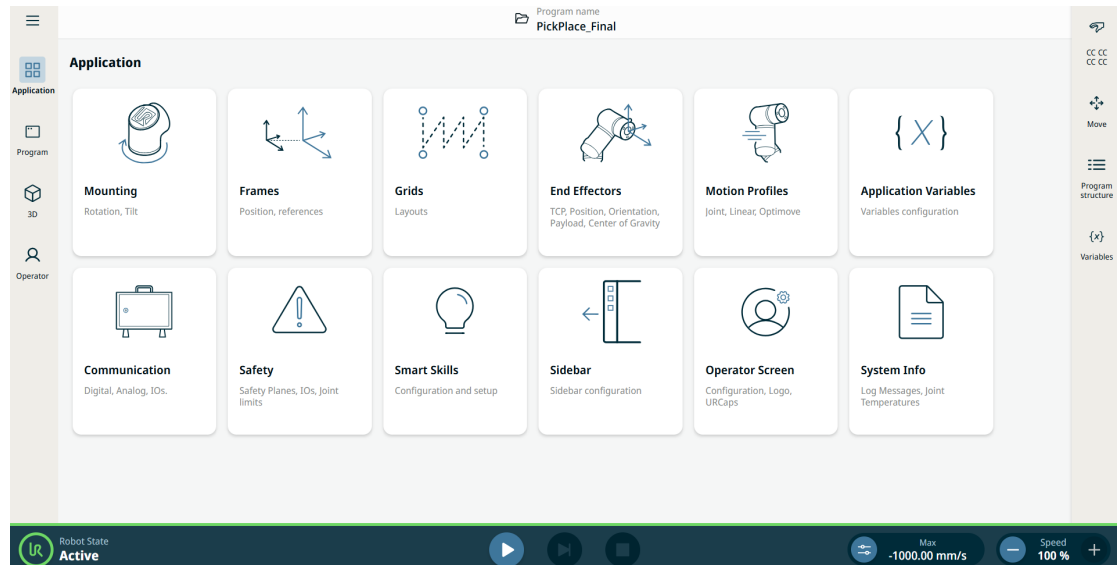 Program name
PickPlace_Final
Application
Application
Program
3D
Operator
Mounting
Rotation, Tilt
Frames
Position, references
Grids
Layouts
End Effectors
TCP, Position, Orientation,
Payload, Center of Gravity
Motion Profiles
Joint, Linear, Optimove
{X}
Application Variables
Variables configuration
Communication
Digital, Analog, IOs.
Safety
Safety Planes, IOs, Joint
limits
Smart Skills
Configuration and setup
Sidebar
Sidebar configuration
Operator Screen
Configuration, Logo,
URCaps
System Info
Log Messages, Joint
Temperatures
CC CC
CC CC
Move
Program
structure
{x}
Variables
UR
Robot State
Active
Max
-1000.00 mm/s
Speed
100 %